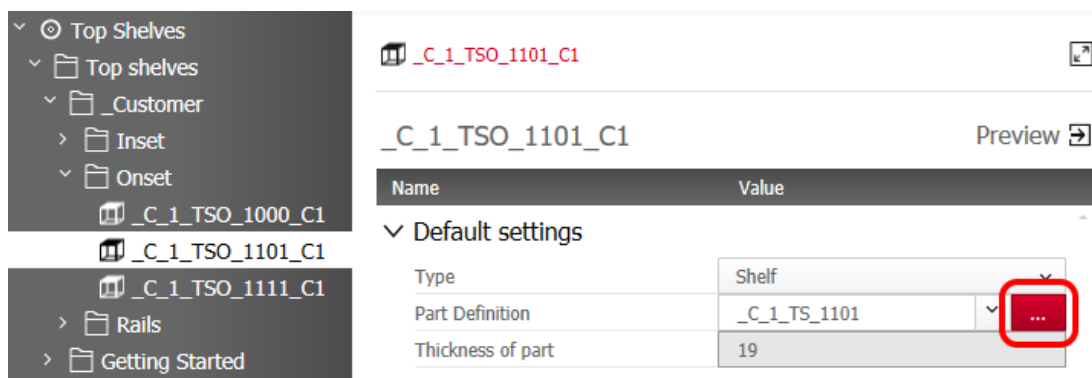 Top Shelves
Top shelves
_Customer
Inset
Onset
_C_1_TSO_1000_C1
_C_1_TSO_1101_C1
_C_1_TSO_1111_C1
Rails
Getting Started
_C_1_TSO_1101_C1
_C_1_TSO_1101_C1 Preview
Name Value
Default settings
Type Shelf
Part Definition _C_1_TS_1101 ...
Thickness of part 19